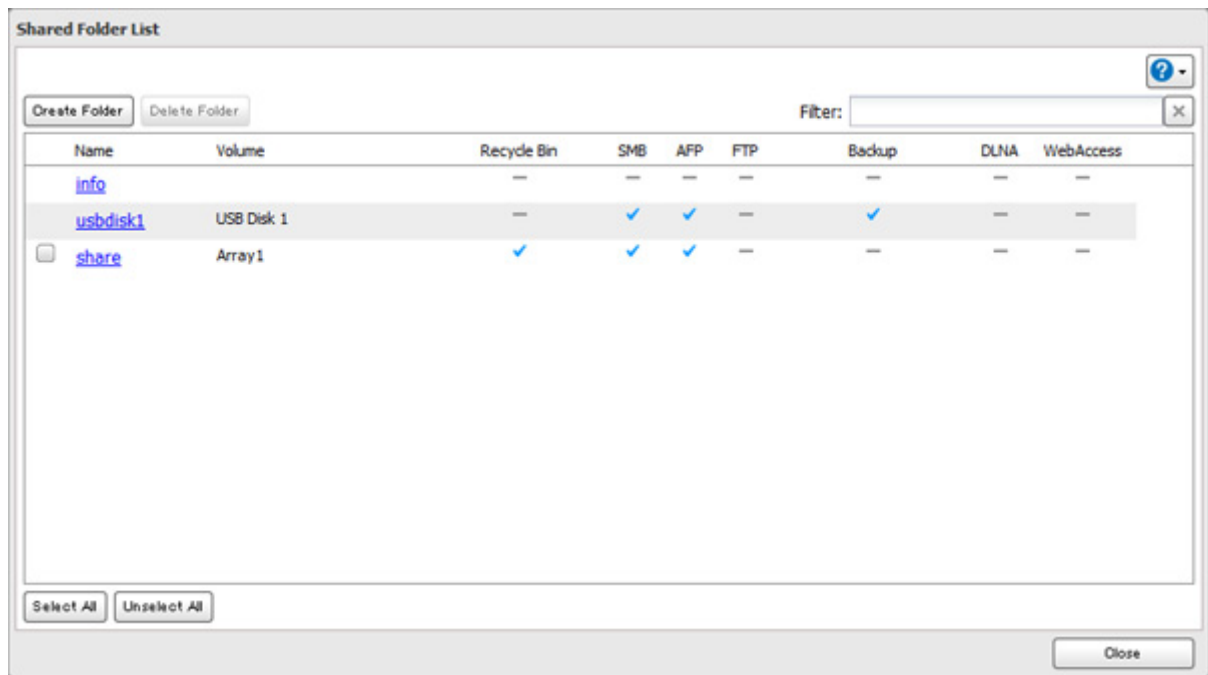 Shared Folder List
?
Create Folder Delete Folder Filter:
Name Volume Recycle Bin SMB AFP FTP Backup DLNA WebAccess
info — — — — — — —
usbdisk1 USB Disk 1 — ✔ ✔ — ✔ — —
share Array1 ✔ ✔ ✔ — — — —
Select All Unselect All
Close